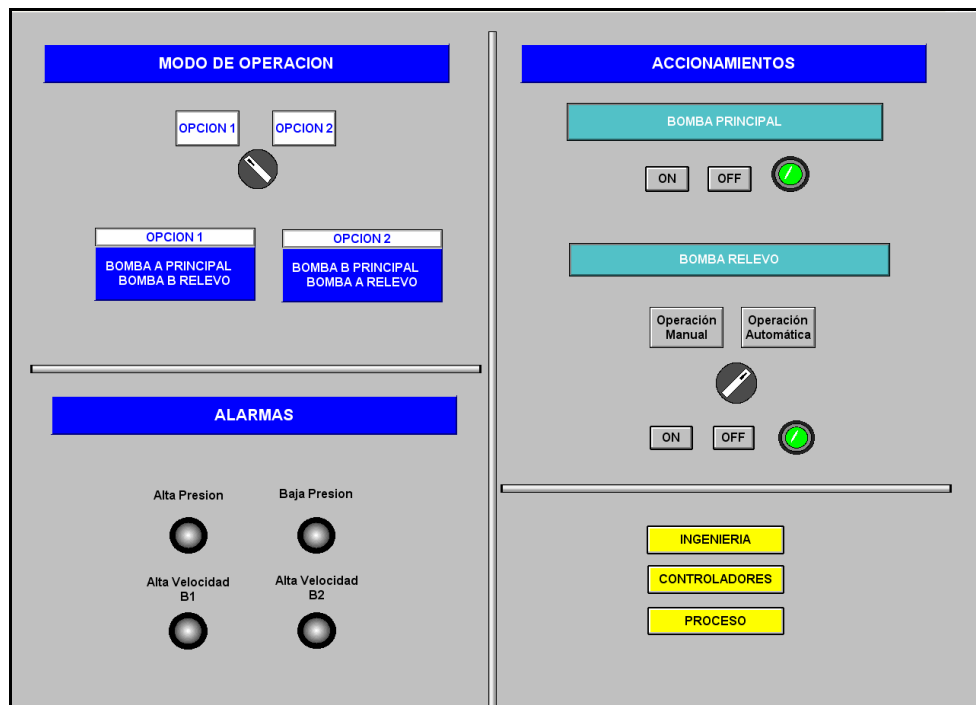 MODO DE OPERACION
OPCION 1
OPCION 2
OPCION 1
BOMBA A PRINCIPAL
BOMBA B RELEVO
OPCION 2
BOMBA B PRINCIPAL
BOMBA A RELEVO
ALARMAS
Alta Presion
Baja Presion
Alta Velocidad
B1
Alta Velocidad
B2
ACCIONAMIENTOS
BOMBA PRINCIPAL
ON
OFF
BOMBA RELEVO
Operación
Manual
Operación
Automática
ON
OFF
INGENIERIA
CONTROLADORES
PROCESO